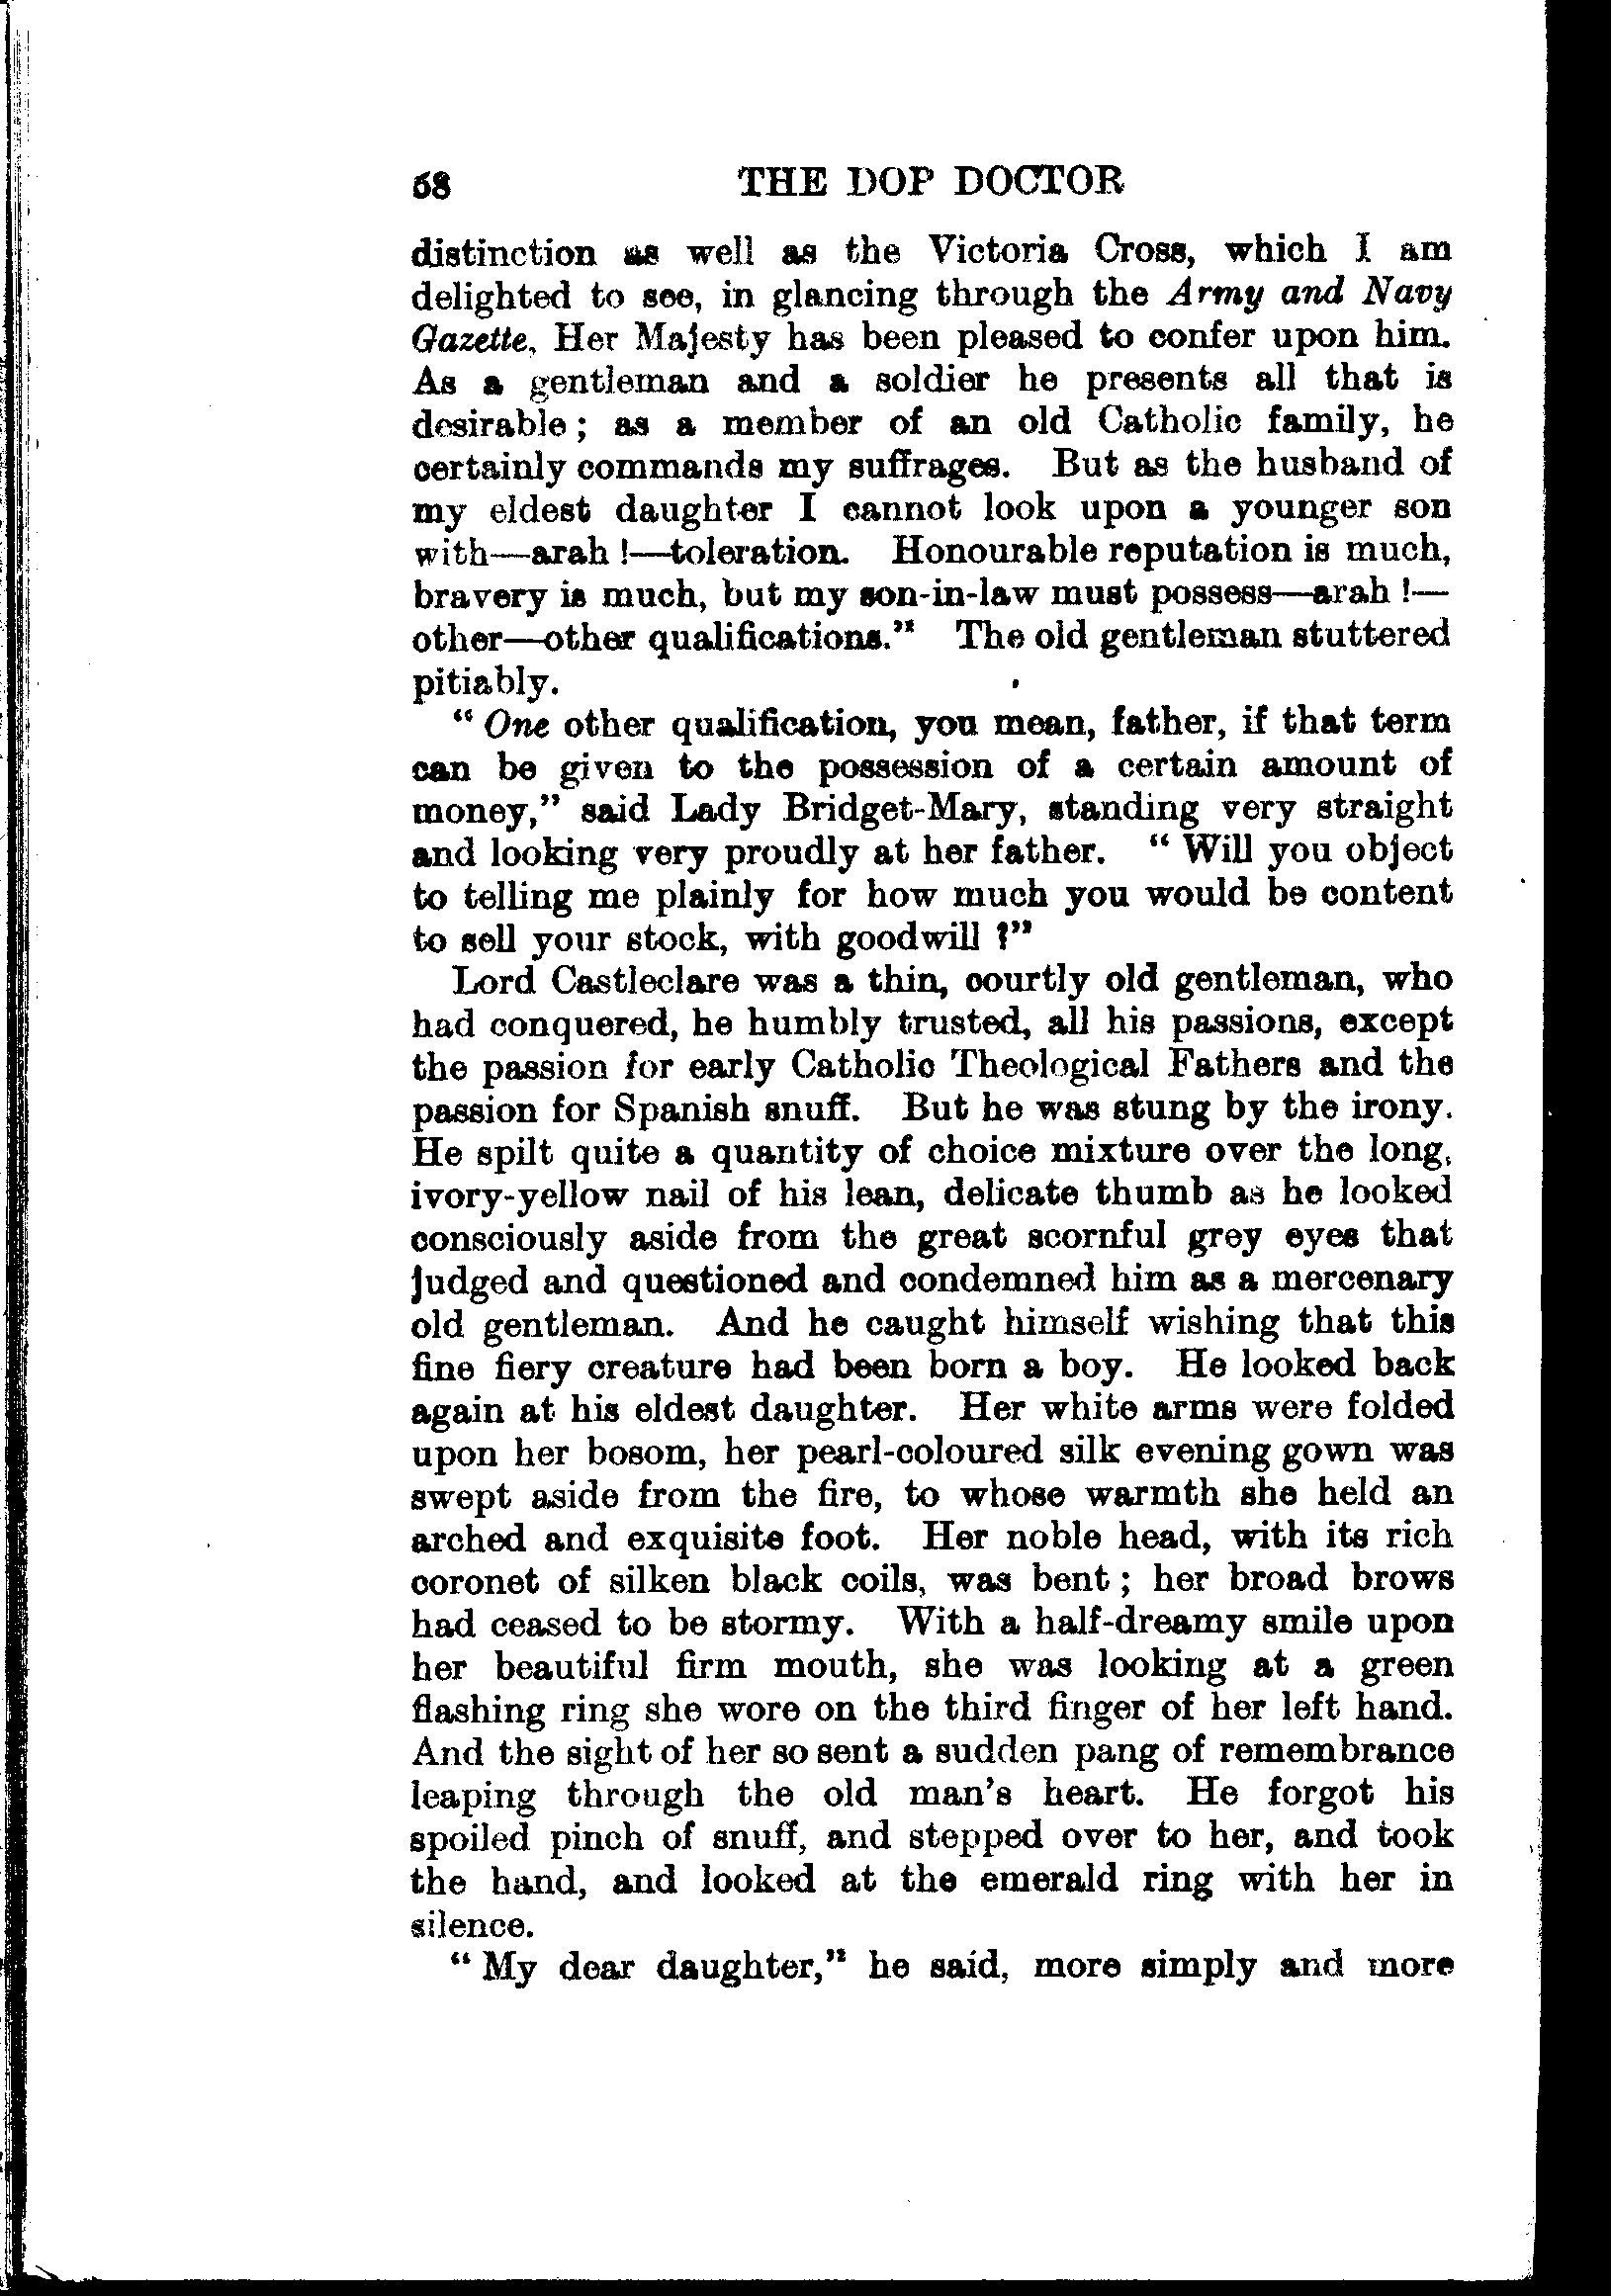 58 THE DOP DOCTOR
distinction as well as the Victoria Cross, which I am
delighted to see, in glancing through the Army and Navy
Gazette, Her Majesty has been pleased to confer upon him.
As a gentleman and a soldier he presents all that is
desirable; as a member of an old Catholic family, he
certainly commands my suffrages. But as the husband of
my eldest daughter I cannot look upon a younger son
with—arah!—toleration. Honourable reputation is much,
bravery is much, but my son-in-law must possess—arah!—
other—other qualifications." The old gentleman stuttered
pitiably.
"One other qualification, you mean, father, if that term
can be given to the possession of a certain amount of
money," said Lady Bridget-Mary, standing very straight
and looking very proudly at her father. "Will you object
to telling me plainly for how much you would be content
to sell your stock, with goodwill?"
Lord Castleclare was a thin, courtly old gentleman, who
had conquered, he humbly trusted, all his passions, except
the passion for early Catholic Theological Fathers and the
passion for Spanish snuff. But he was stung by the irony.
He spilt quite a quantity of choice mixture over the long,
ivory-yellow nail of his lean, delicate thumb as he looked
consciously aside from the great scornful grey eyes that
judged and questioned and condemned him as a mercenary
old gentleman. And he caught himself wishing that this
fine fiery creature had been born a boy. He looked back
again at his eldest daughter. Her white arms were folded
upon her bosom, her pearl-coloured silk evening gown was
swept aside from the fire, to whose warmth she held an
arched and exquisite foot. Her noble head, with its rich
coronet of silken black coils, was bent; her broad brows
had ceased to be stormy. With a half-dreamy smile upon
her beautiful firm mouth, she was looking at a green
flashing ring she wore on the third finger of her left hand.
And the sight of her so sent a sudden pang of remembrance
leaping through the old man's heart. He forgot his
spoiled pinch of snuff, and stepped over to her, and took
the hand, and looked at the emerald ring with her in
silence.
"My dear daughter," he said, more simply and more